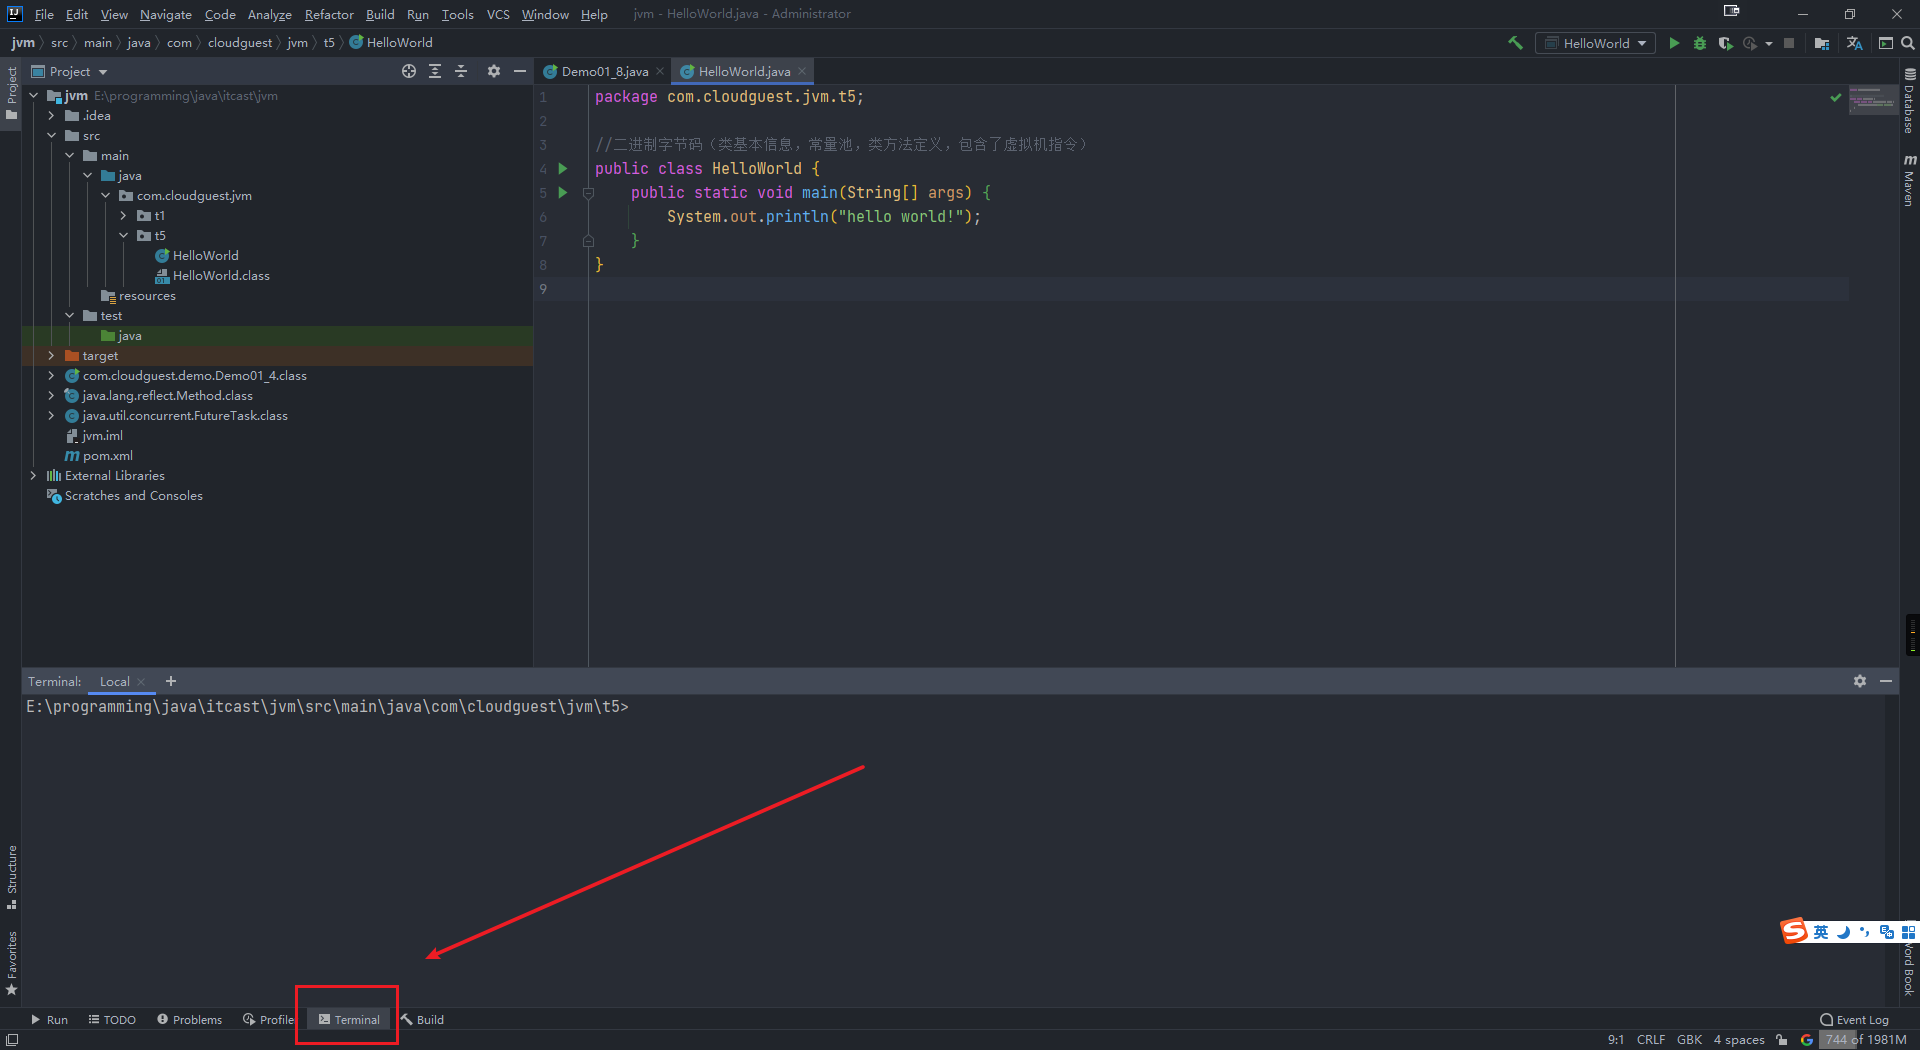 File Edit View Navigate Code Analyze Refactor Build Run Tools VCS Window Help jvm - HelloWorld.java - Administrator
jvm src main java com cloudguest jvm t5 HelloWorld
HelloWorld
Project
Demo01_8.java
HelloWorld.java
Project
jvm E:\programming\java\itcast\jvm
.idea
src
main
java
com.cloudguest.jvm
t1
t5
HelloWorld
HelloWorld.class
resources
test
java
target
com.cloudguest.demo.Demo01_4.class
java.lang.reflect.Method.class
java.util.concurrent.FutureTask.class
jvm.iml
m pom.xml
External Libraries
Scratches and Consoles
1 package com.cloudguest.jvm.t5;
2
3 //二进制字节码（类基本信息，常量池，类方法定义，包含了虚拟机指令）
4 public class HelloWorld {
5 public static void main(String[] args) {
6 System.out.println("hello world!");
7 }
8 }
9
Database
m Maven
Terminal: Local +
E:\programming\java\itcast\jvm\src\main\java\com\cloudguest\jvm\t5>
Structure
Favorites
英
Word Book
Run TODO Problems Profile Terminal Build Event Log
9:1 CRLF GBK 4 spaces 744 of 1981M